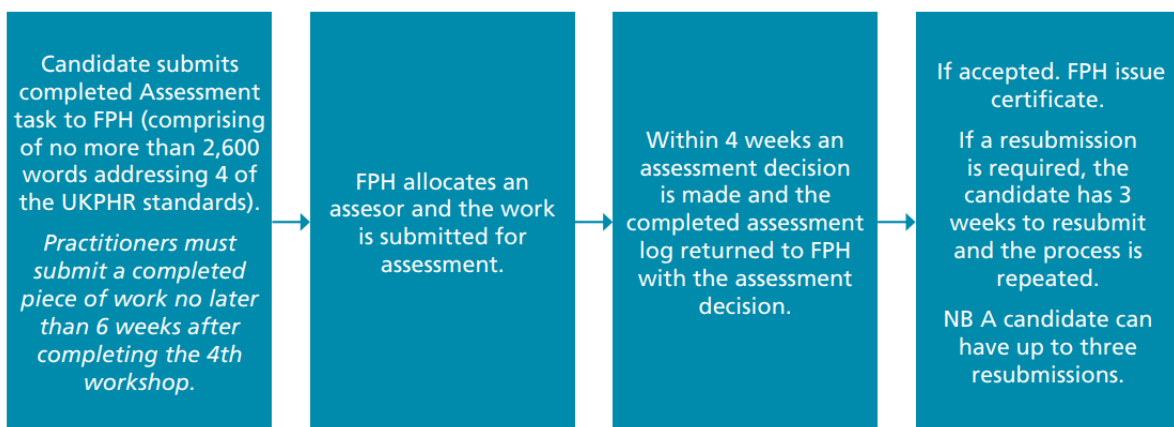 Candidate submits
completed Assessment
task to FPH (comprising
of no more than 2,600
words addressing 4 of
the UKPHR standards).
Practitioners must
submit a completed
piece of work no later
than 6 weeks after
completing the 4th
workshop.
FPH allocates an
assesor and the work
is submitted for
assessment.
Within 4 weeks an
assessment decision
is made and the
completed assessment
log returned to FPH
with the assessment
decision.
If accepted. FPH issue
certificate.
If a resubmission
is required, the
candidate has 3
weeks to resubmit
and the process is
repeated.
NB A candidate can
have up to three
resubmissions.